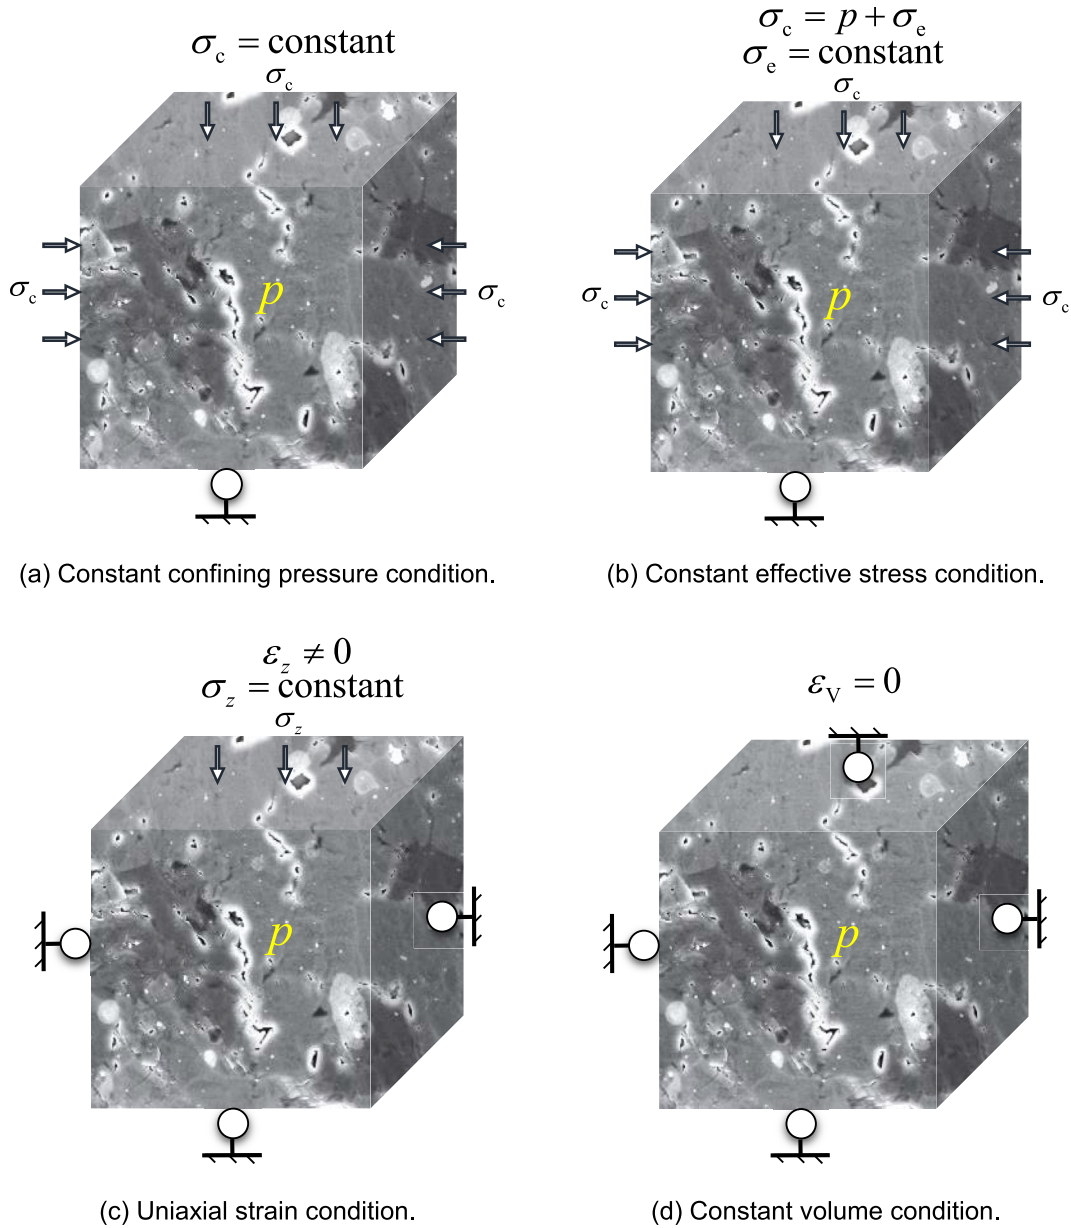 σc = constant
σc
σc
σc
p
(a) Constant confining pressure condition.
σc = p + σe
σe = constant
σc
σc
σc
p
(b) Constant effective stress condition.
εz ≠ 0
σz = constant
σz
p
(c) Uniaxial strain condition.
εV = 0
p
(d) Constant volume condition.